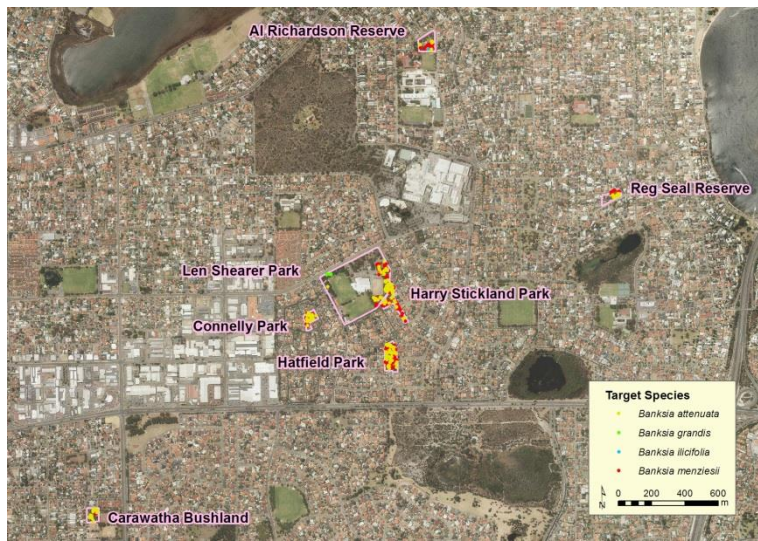 Al Richardson Reserve
Reg Seal Reserve
Len Shearer Park
Harry Stickland Park
Connelly Park
Hatfield Park
Target Species
Banksia attenuata
Banksia grandis
Banksia ilicifolia
Banksia menziesii
N
0 100 200 400 600
m
Carawatha Bushland